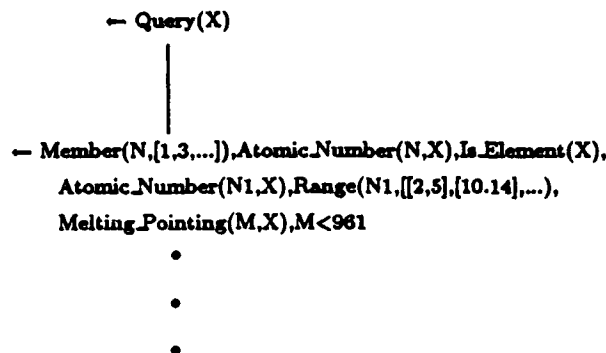 ← Query(X)
← Member(N,[1,3,...]),Atomic_Number(N,X),Is_Element(X),
Atomic_Number(N1,X),Range(N1,[[2,5],[10.14],...),
Melting_Pointing(M,X),M<961